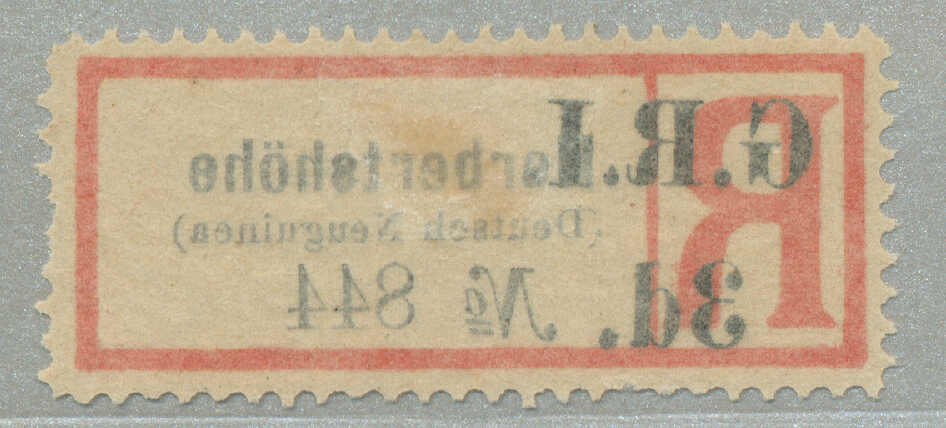 R
G.R.I
Herbertshöhe
(Deutsch Neuguinea)
3d. № 844